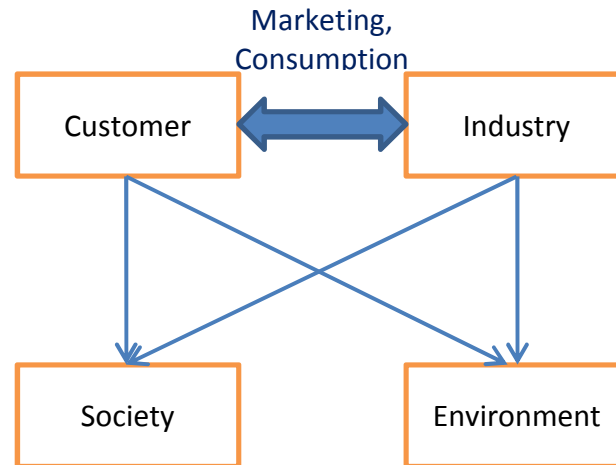 Marketing,
Consumption
Customer
Industry
Society
Environment